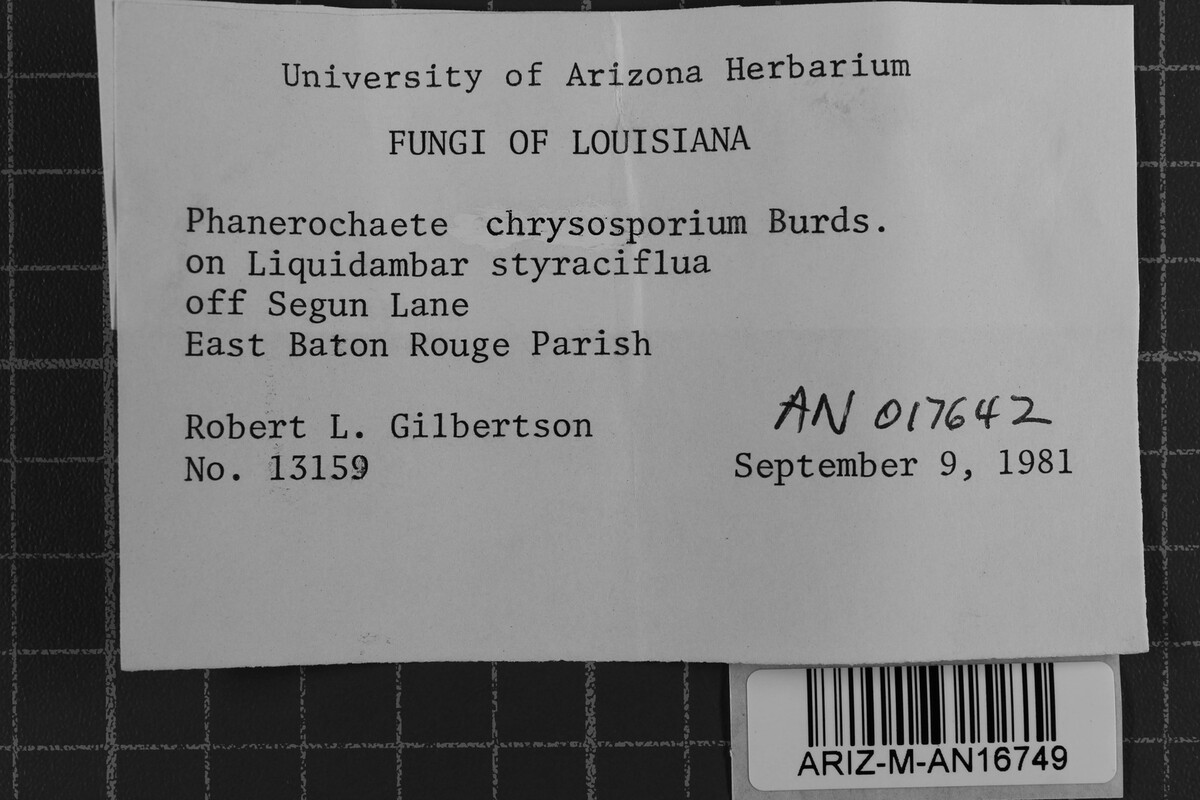 University of Arizona Herbarium
FUNGI OF LOUISIANA
Phanerochaete chrysosporium Burds.
on Liquidambar styraciflua
off Segun Lane
East Baton Rouge Parish
Robert L. Gilbertson
AN 017642
No. 13159
September 9, 1981
ARIZ-M-AN16749